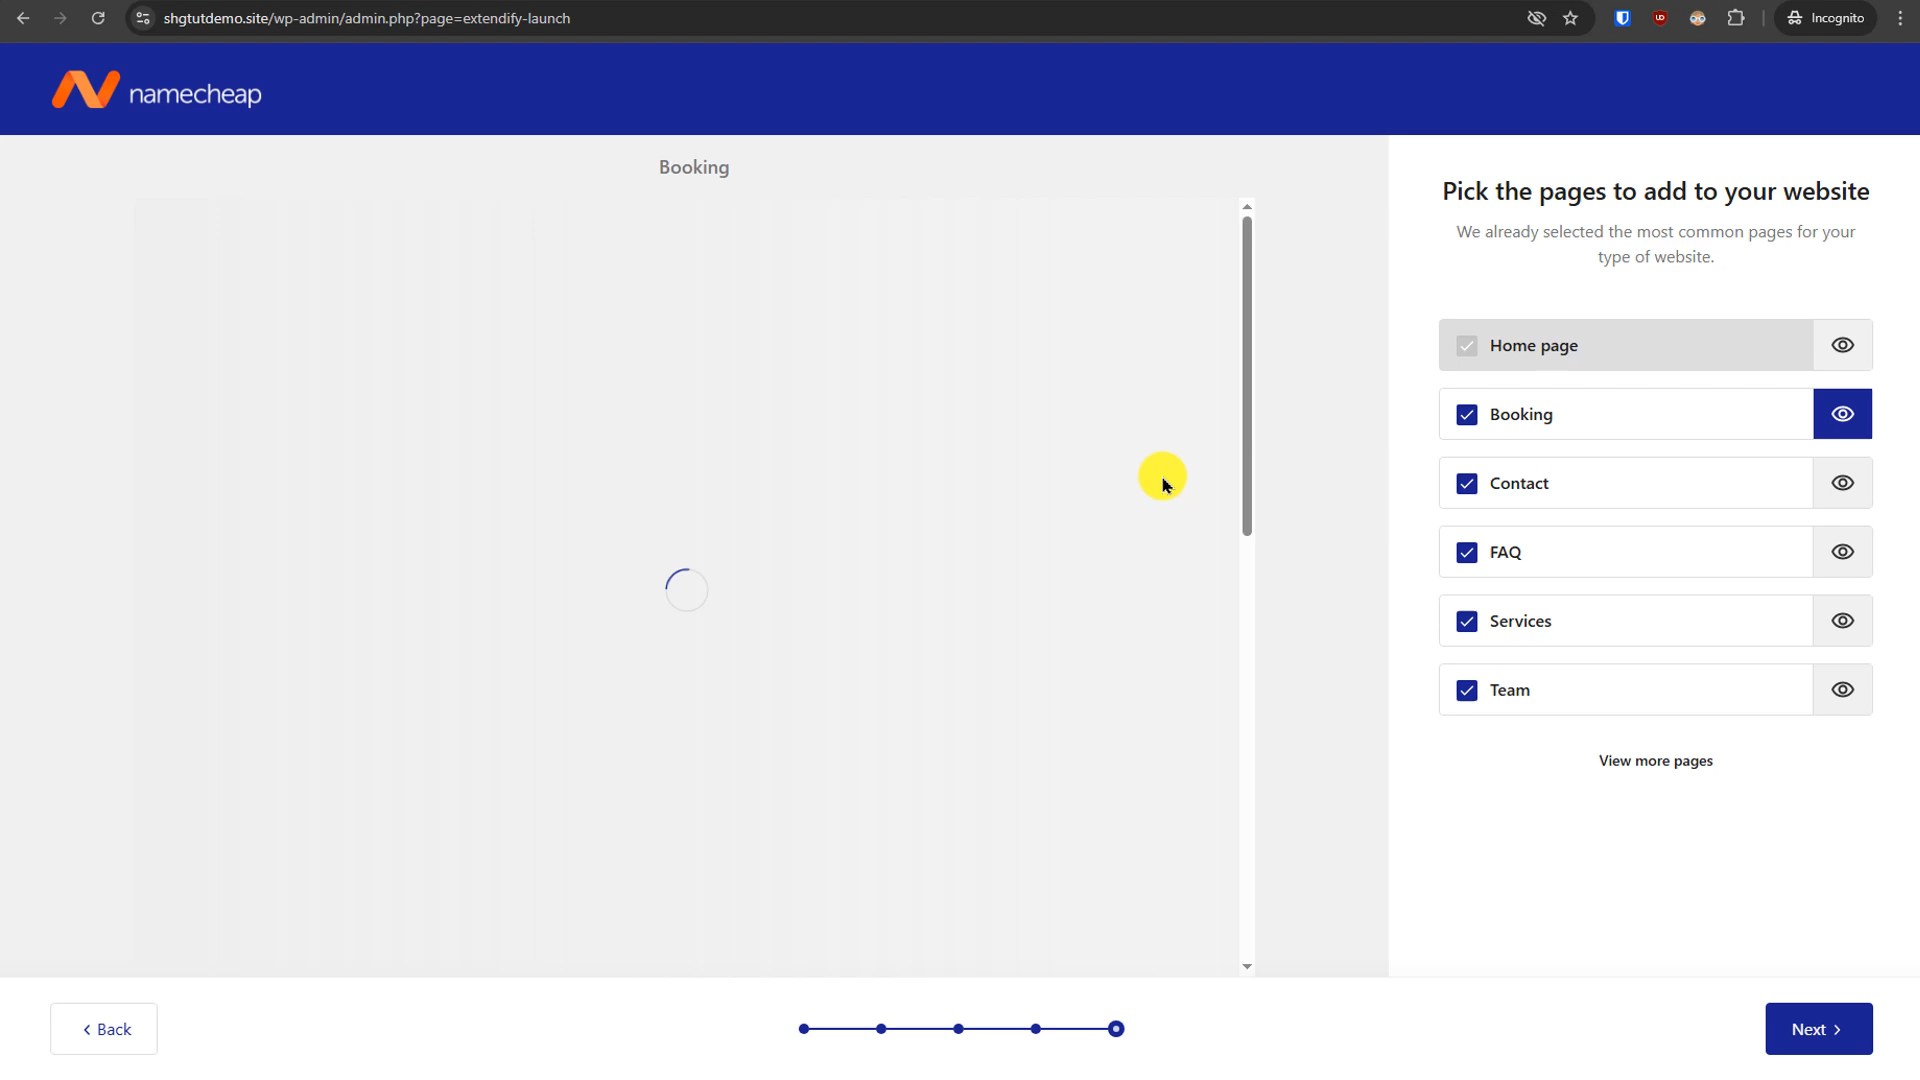 shgtutdemo.site/wp-admin/admin.php?page=extendify-launch
UD
Incognito
namecheap
Booking
Pick the pages to add to your website
We already selected the most common pages for your
type of website.
Home page
Booking
Contact
FAQ
Services
Team
View more pages
Back
Next